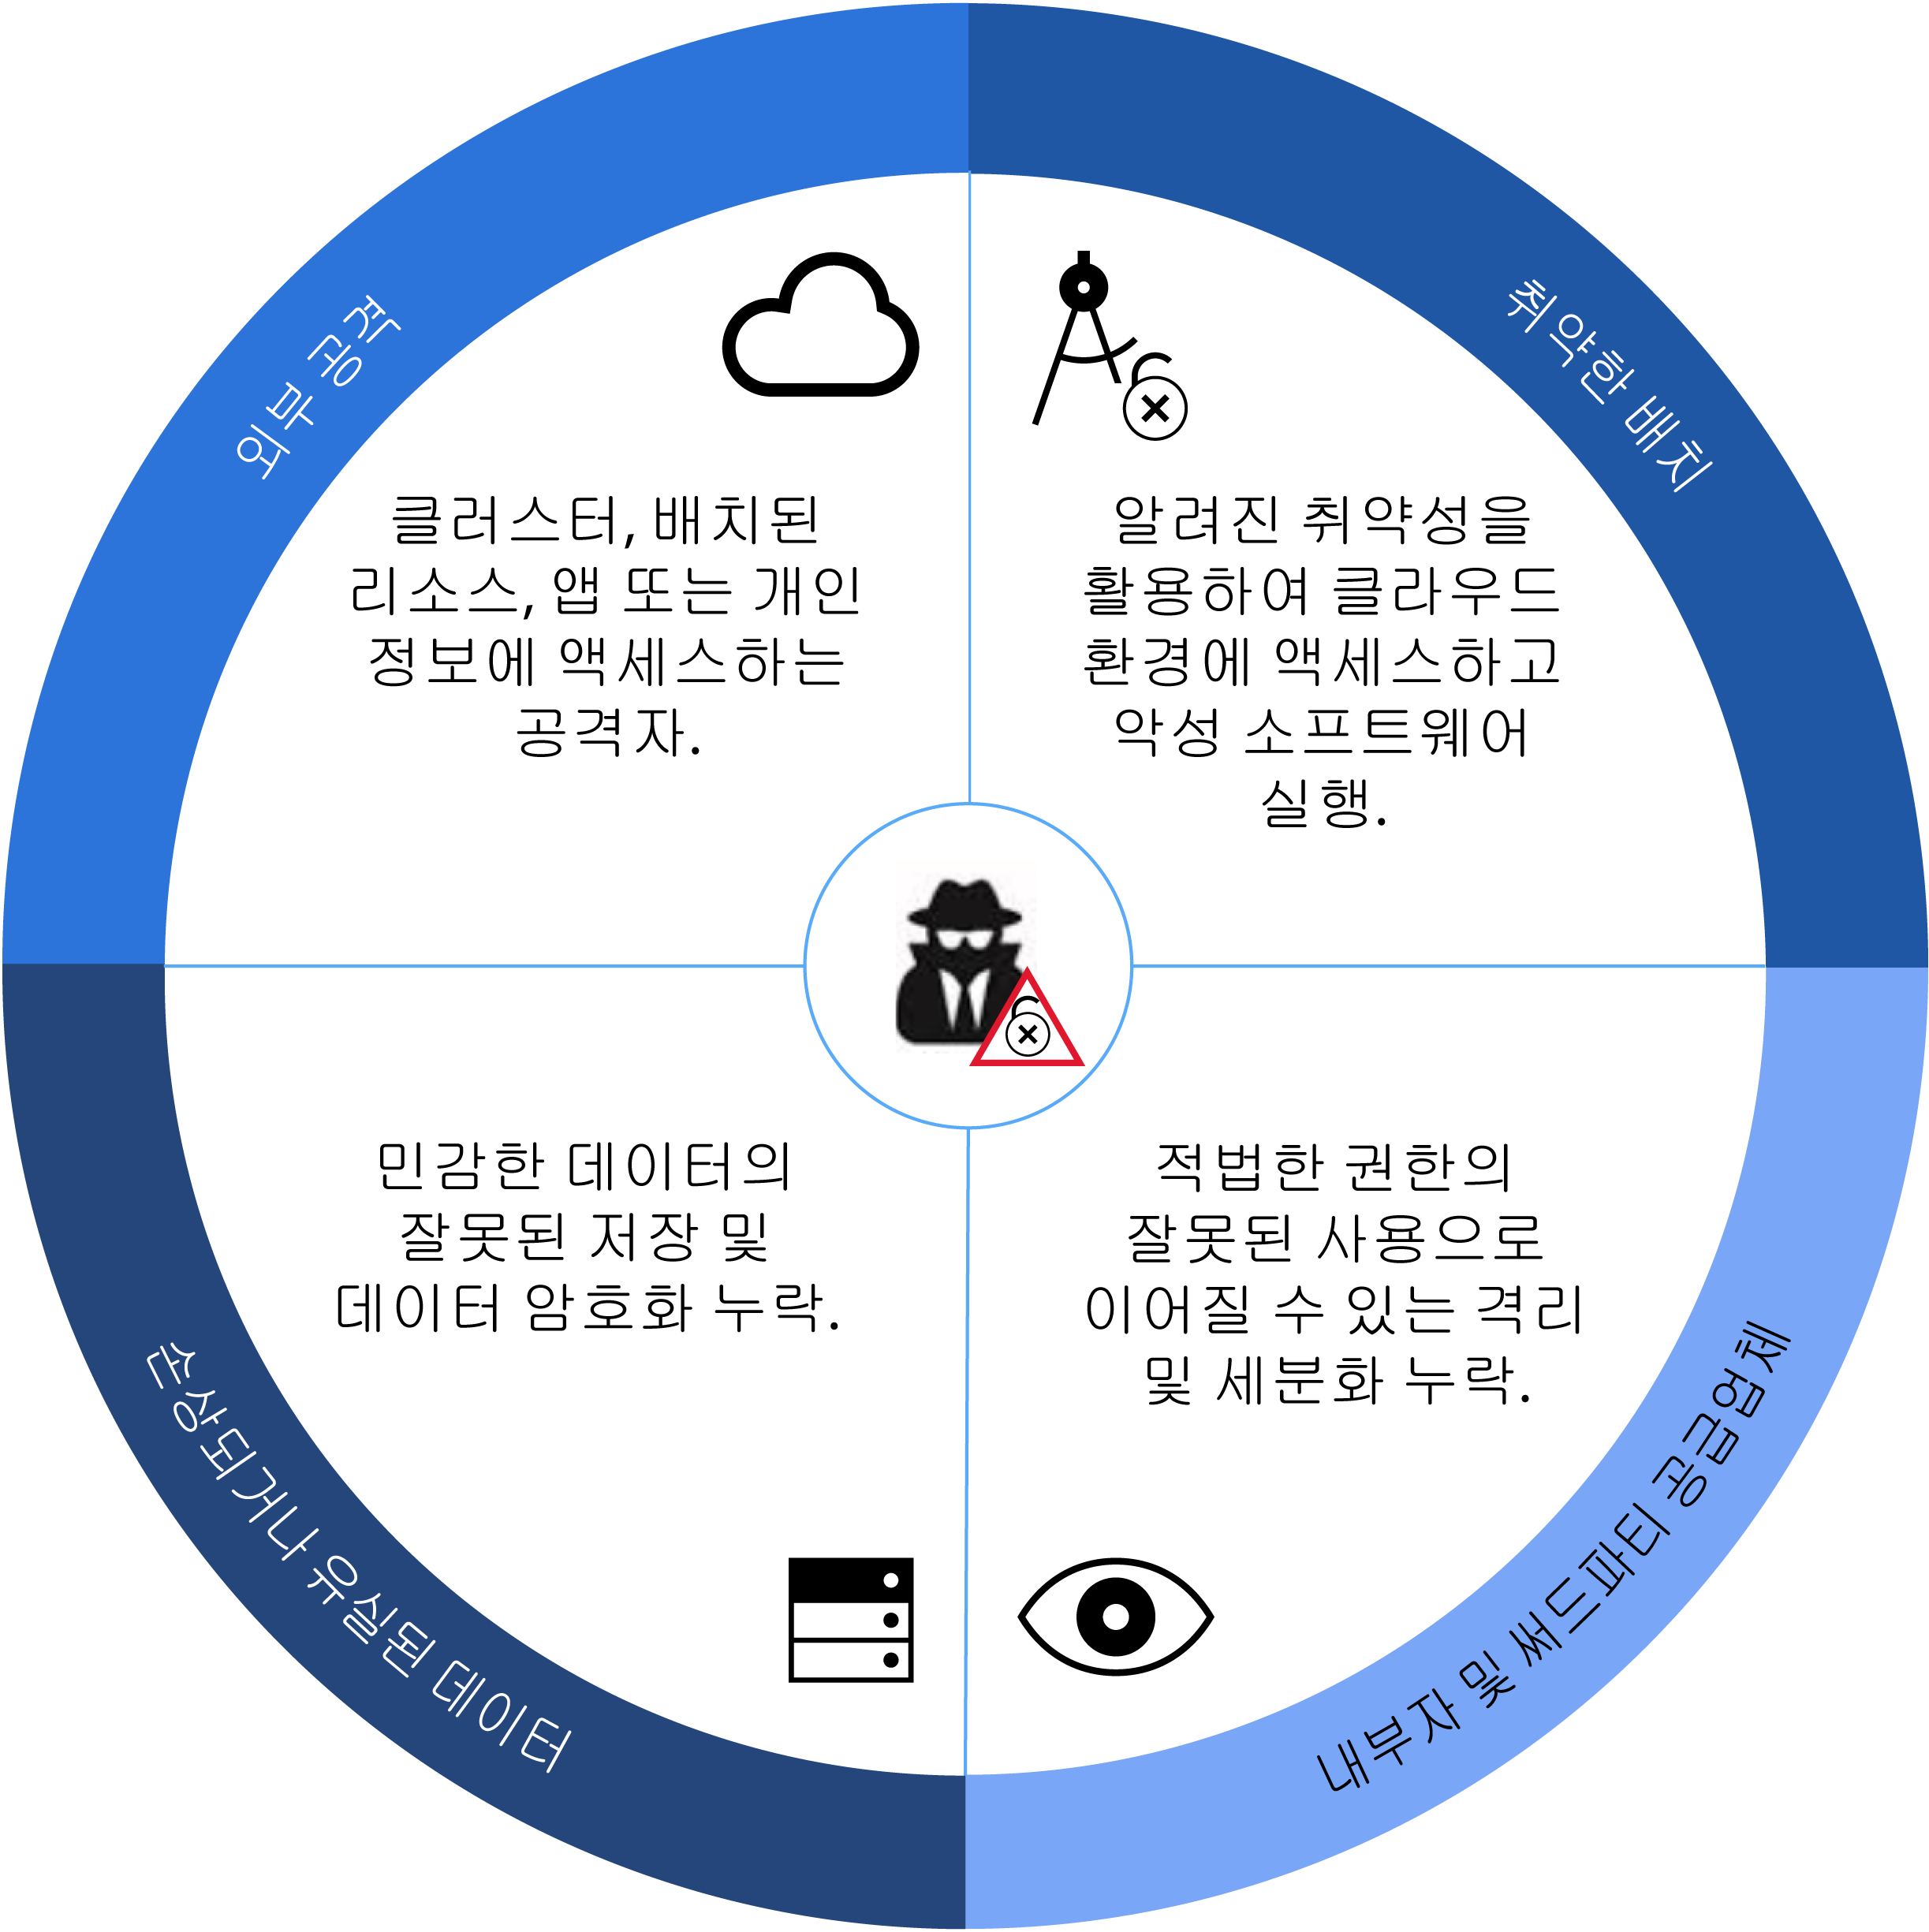 외부 공격
클러스터, 배치된
리소스, 앱 또는 개인
정보에 액세스하는
공격자.
취약한 배치
알려진 취약성을
활용하여 클라우드
환경에 액세스하고
악성 소프트웨어
실행.
민감한 데이터의
잘못된 저장 및
데이터 암호화 누락.
손상되거나 유실된 데이터
적법한 권한의
잘못된 사용으로
이어질 수 있는 격리
및 세분화 누락.
내부자 및 써드파티 공급업체